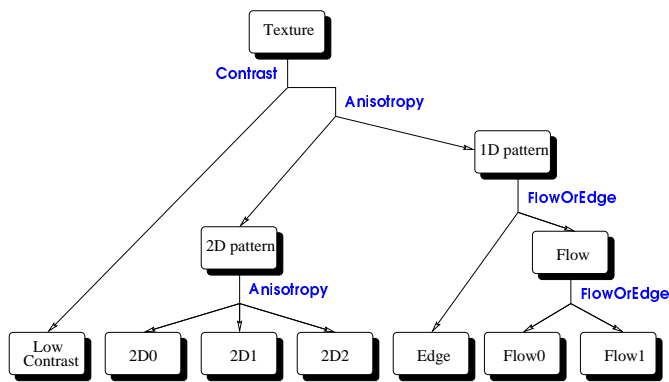 Texture
Contrast
Anisotropy
1D pattern
FlowOrEdge
2D pattern
Flow
Anisotropy
FlowOrEdge
Low
Contrast
2D0
2D1
2D2
Edge
Flow0
Flow1